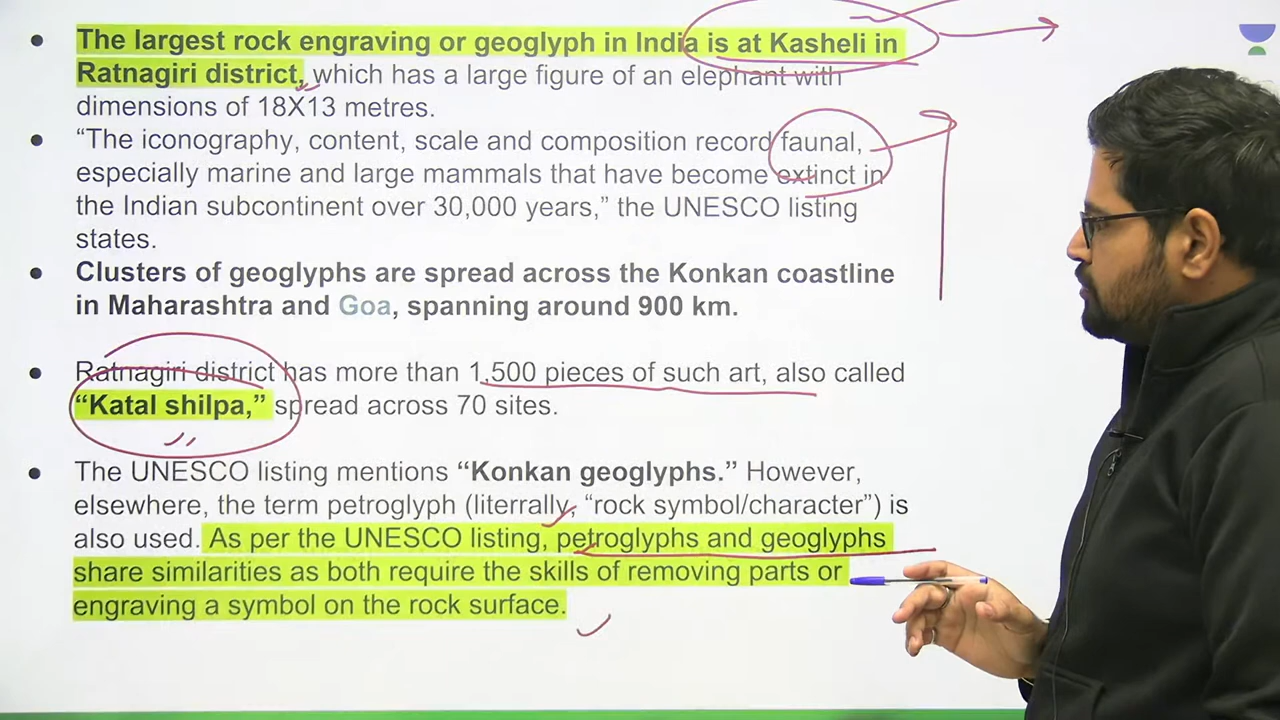 The largest rock engraving or geoglyph in India is at Kasheli in
Ratnagiri district, which has a large figure of an elephant with
dimensions of 18X13 metres.
“The iconography, content, scale and composition record faunal,
especially marine and large mammals that have become extinct in
the Indian subcontinent over 30,000 years,” the UNESCO listing
states.
Clusters of geoglyphs are spread across the Konkan coastline
in Maharashtra and Goa, spanning around 900 km.
Ratnagiri district has more than 1,500 pieces of such art, also called
“Katal shilpa,” spread across 70 sites.
The UNESCO listing mentions “Konkan geoglyphs.” However,
elsewhere, the term petroglyph (literrally, “rock symbol/character”) is
also used. As per the UNESCO listing, petroglyphs and geoglyphs
share similarities as both require the skills of removing parts or
engraving a symbol on the rock surface.